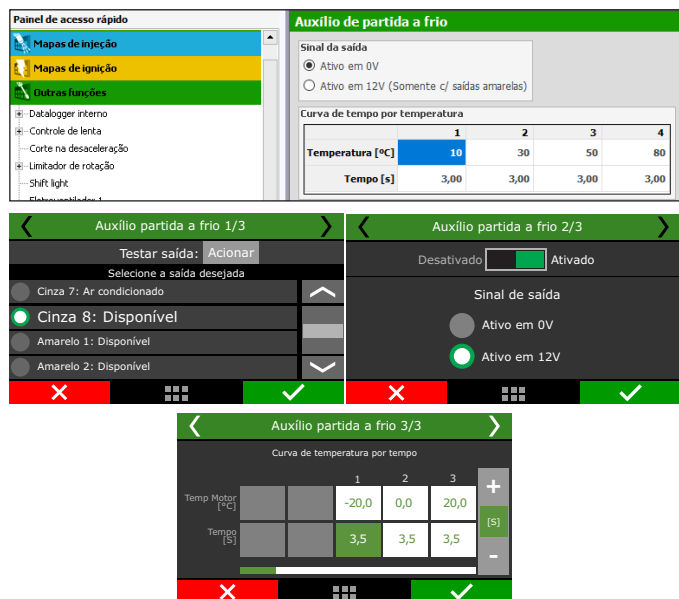 Painel de acesso rápido
Mapas de injeção
Mapas de ignição
Outras funções
Datalogger interno
Controle de lenta
Corte na desaceleração
Limitador de rotação
Shift light
Eletroventilador 1
Auxílio de partida a frio
Sinal da saída
Ativo em 0V
Ativo em 12V (Somente c/ saídas amarelas)
Curva de tempo por temperatura
1 2 3 4
Temperatura [ºC] 10 30 50 80
Tempo [s] 3,00 3,00 3,00 3,00
Auxílio partida a frio 1/3
Testar saída: Acionar
Selecione a saída desejada
Cinza 7: Ar condicionado
Cinza 8: Disponível
Amarelo 1: Disponível
Amarelo 2: Disponível
Auxílio partida a frio 2/3
Desativado Ativado
Sinal de saída
Ativo em 0V
Ativo em 12V
Auxílio partida a frio 3/3
Curva de temperatura por tempo
1 2 3
Temp Motor
[ºC]
-20,0 0,0 20,0
Tempo
[S]
3,5 3,5 3,5
+
[S]
-